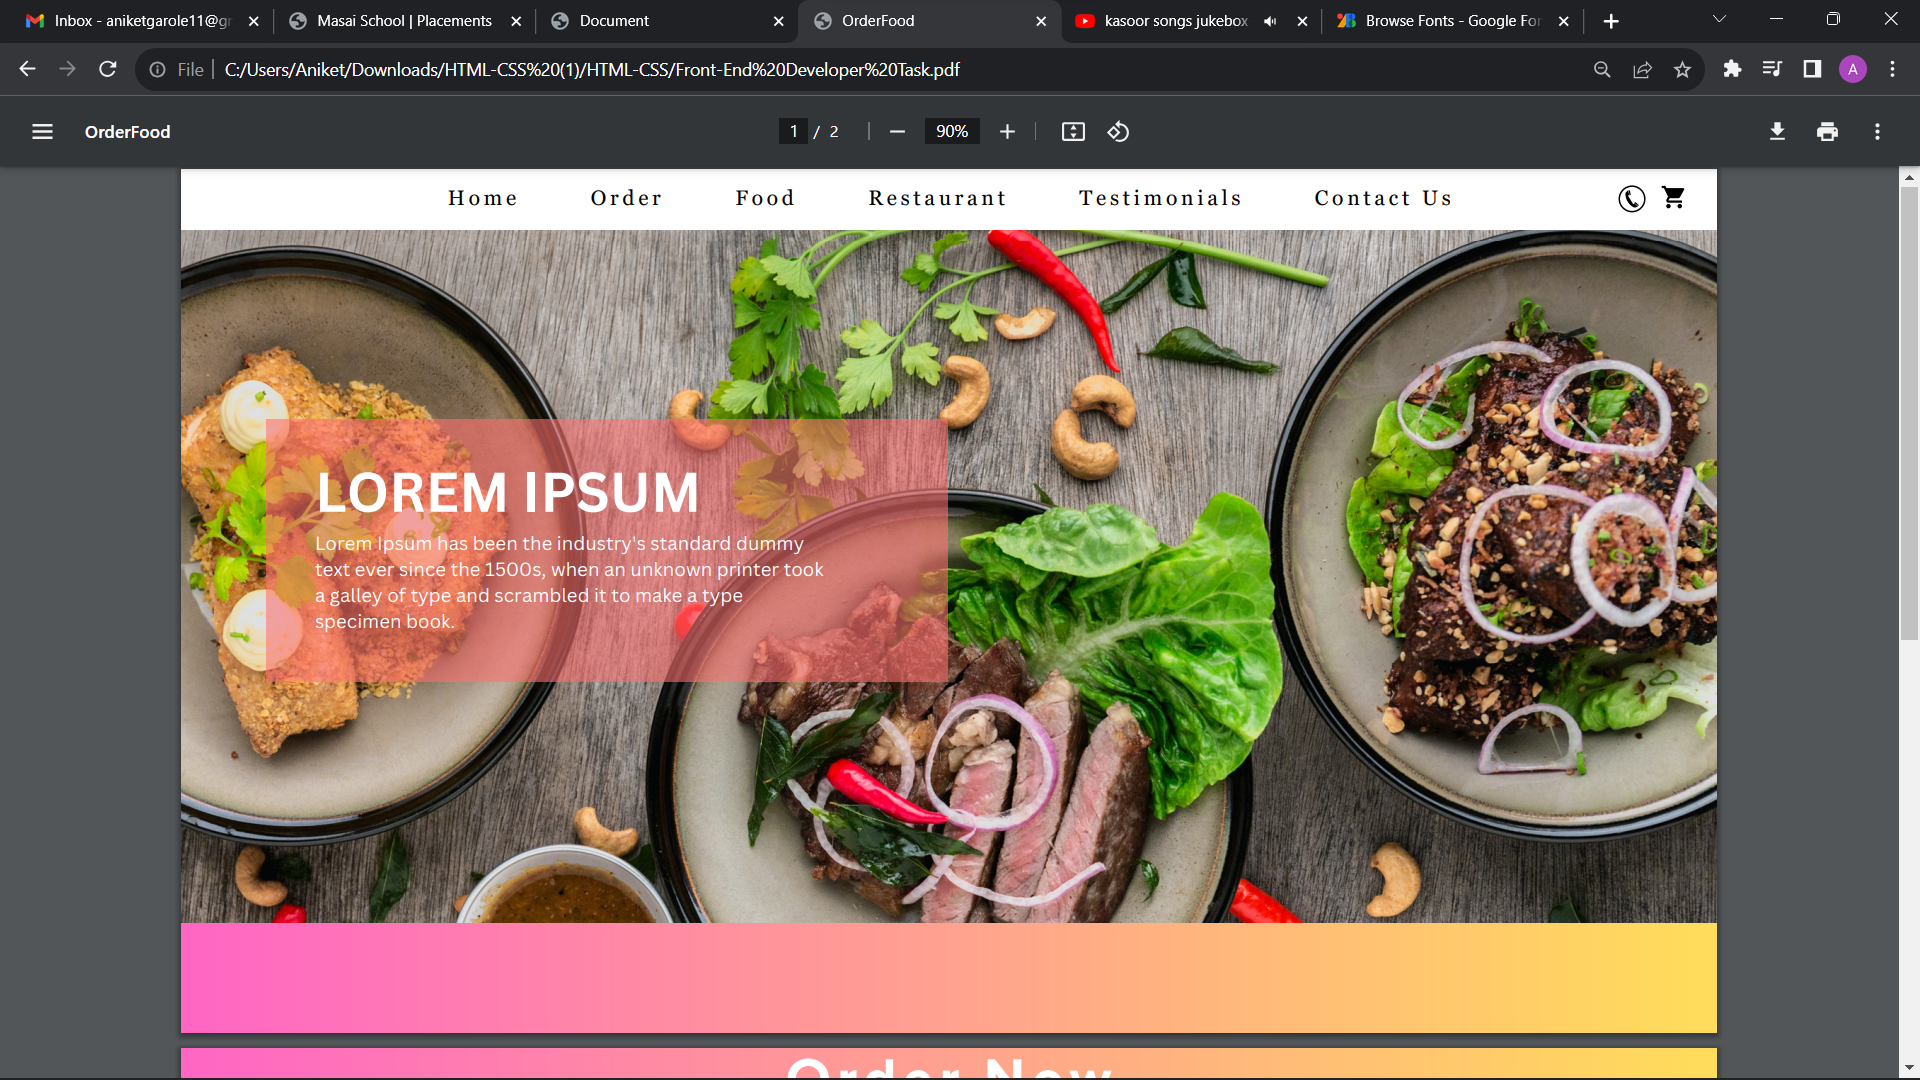 Inbox - aniketgarole11@gr
Masai School | Placements
Document
OrderFood
kasoor songs jukebox
Browse Fonts - Google For
File
C:/Users/Aniket/Downloads/HTML-CSS%20(1)/HTML-CSS/Front-End%20Developer%20Task.pdf
A
OrderFood
1 / 2
90%
Home
Order
Food
Restaurant
Testimonials
Contact Us
LOREM IPSUM
Lorem Ipsum has been the industry's standard dummy
text ever since the 1500s, when an unknown printer took
a galley of type and scrambled it to make a type
specimen book.
Order Now